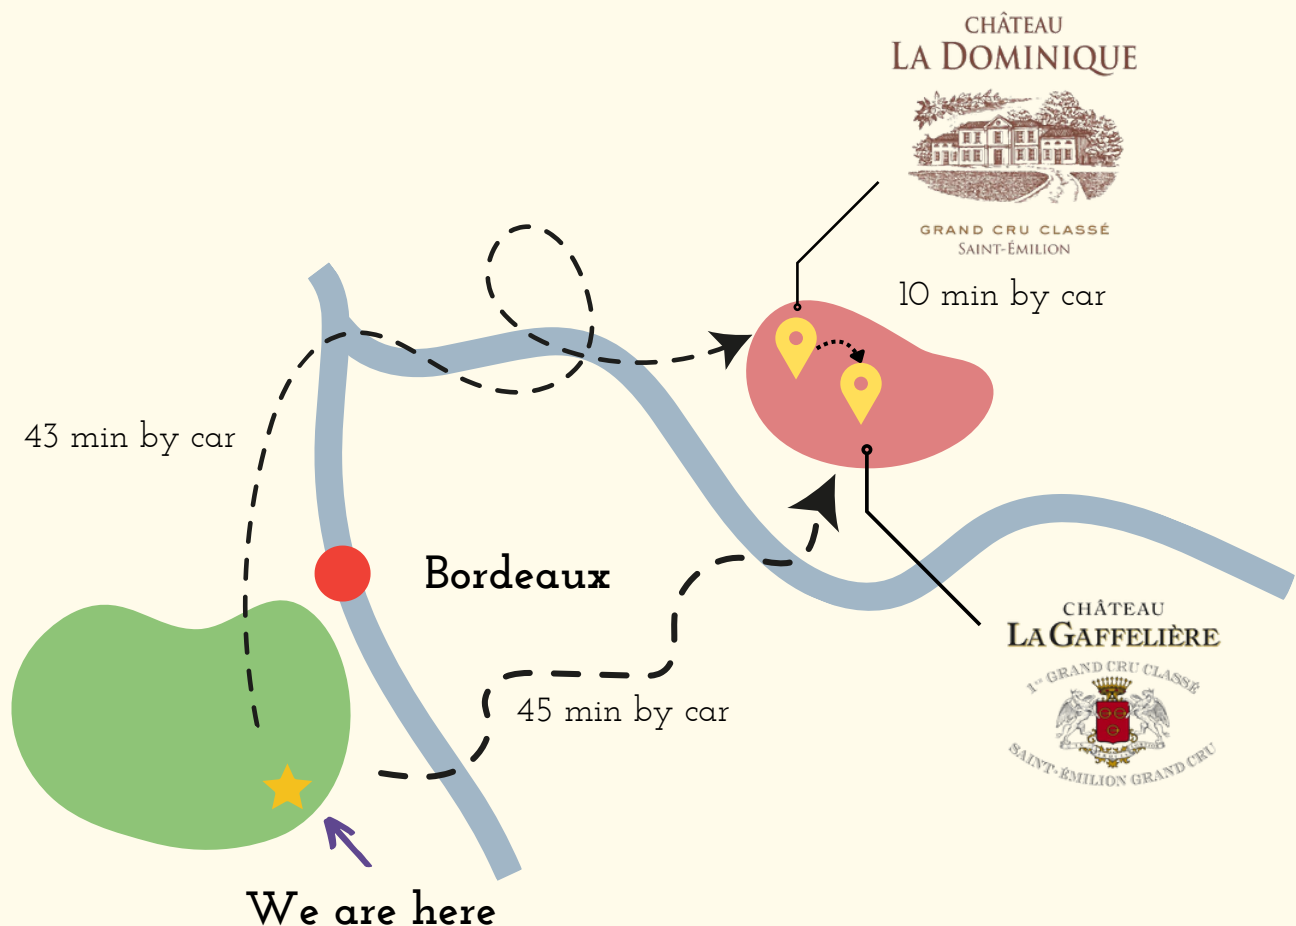 CHÂTEAU
LA DOMINIQUE
GRAND CRU CLASSÉ
SAINT-ÉMILION
10 min by car
43 min by car
Bordeaux
CHÂTEAU
LA GAFFELIÈRE
1er GRAND CRU CLASSÉ
SAINT-ÉMILION GRAND CRU
45 min by car
We are here